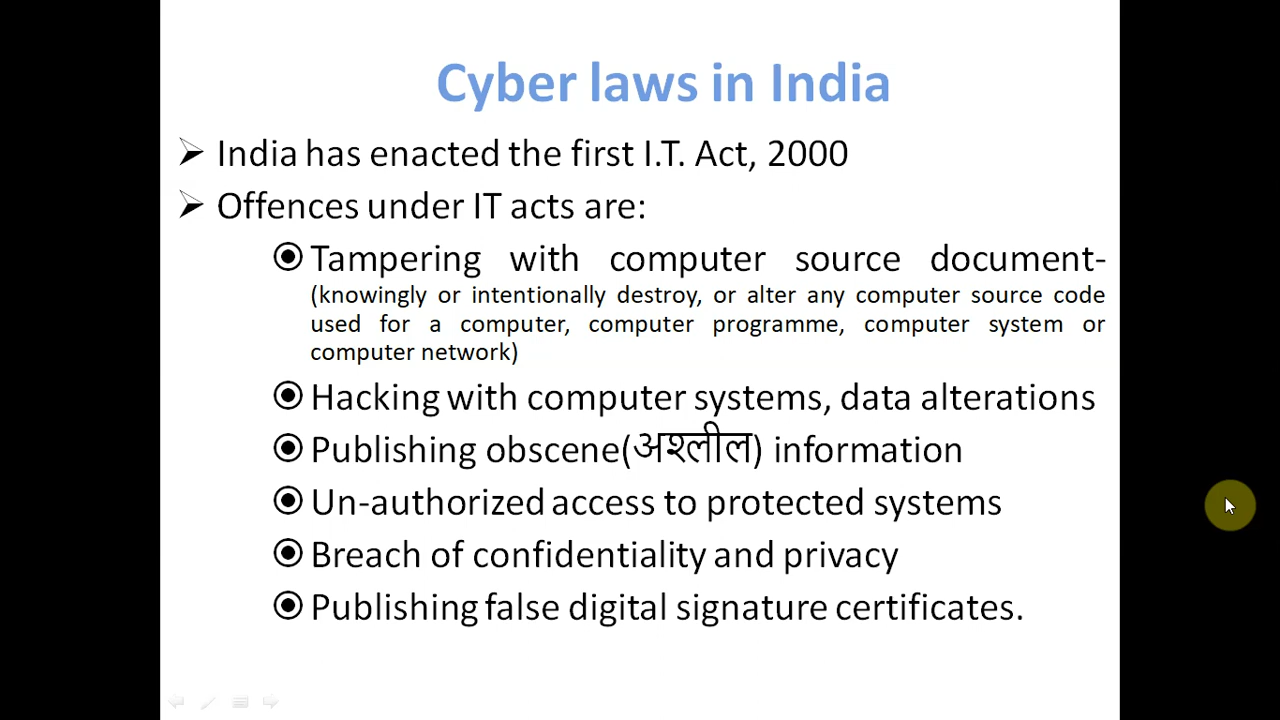 Cyber laws in India
India has enacted the first I.T. Act, 2000
Offences under IT acts are:
Tampering with computer source document-
(knowingly or intentionally destroy, or alter any computer source code
used for a computer, computer programme, computer system or
computer network)
Hacking with computer systems, data alterations
Publishing obscene(अश्लील) information
Un-authorized access to protected systems
Breach of confidentiality and privacy
Publishing false digital signature certificates.